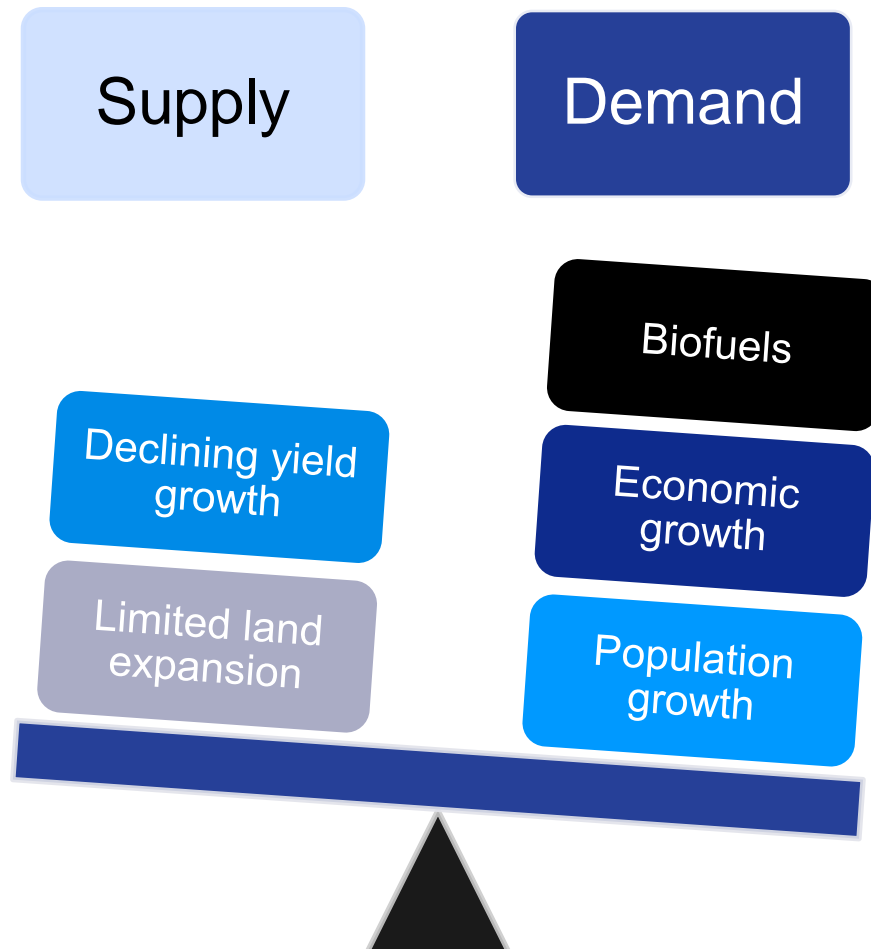 Supply
Demand
Biofuels
Declining yield
growth
Economic
growth
Limited land
expansion
Population
growth